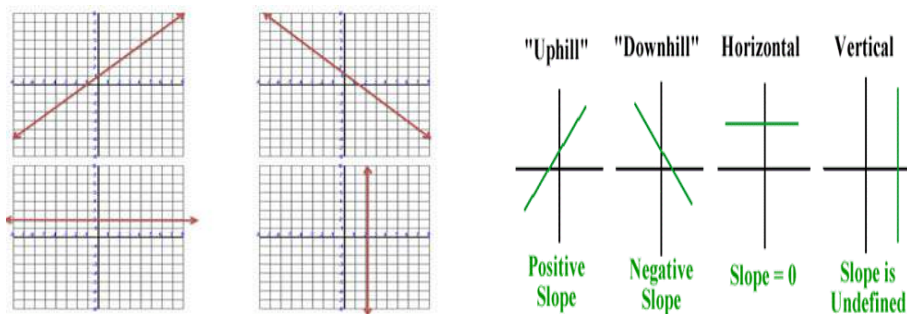 "Uphill" "Downhill" Horizontal Vertical
Positive Slope
Negative Slope
Slope = 0
Slope is Undefined